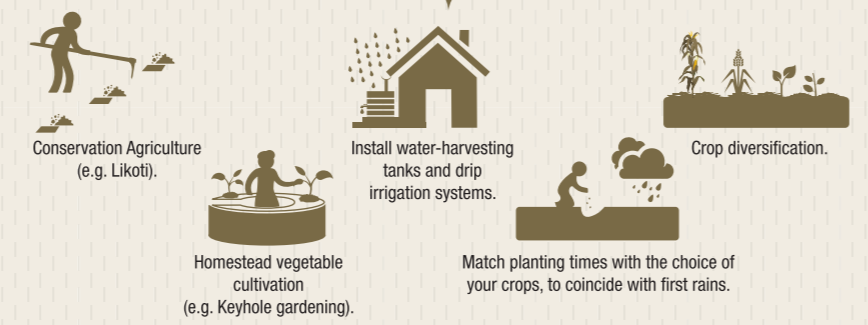 Conservation Agriculture
(e.g. Likoti).
Homestead vegetable
cultivation
(e.g. Keyhole gardening).
Install water-harvesting
tanks and drip
irrigation systems.
Match planting times with the choice of
your crops, to coincide with first rains.
Crop diversification.